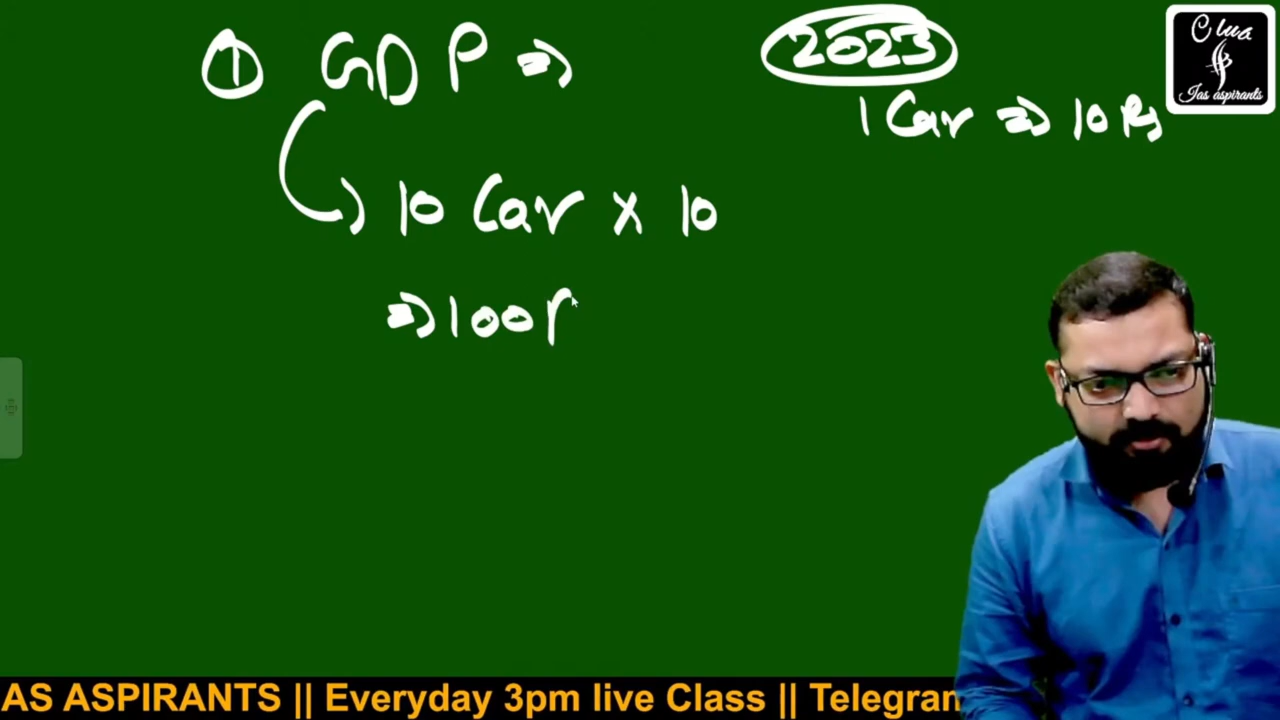 ① GDP ⇒
2023
1 Car ⇒ 10 Rs
10 Car x 10
⇒ 100 r
Clua
Ias aspirants
AS ASPIRANTS || Everyday 3pm live Class || Telegram